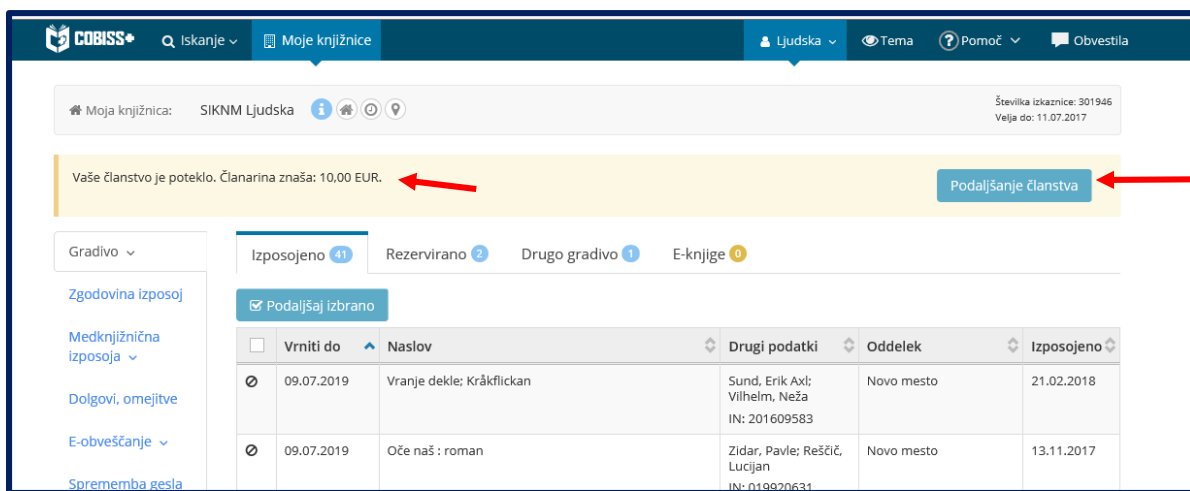 COBISS+ Iskanje Moje knjižnice Ljudska Tema Pomoč Obvestila
Moja knjižnica: SIKNM Ljudska
Številka izkaznice: 301946
Velja do: 11.07.2017
Vaše članstvo je poteklo. Članarina znaša: 10,00 EUR.
Podaljšanje članstva
Gradivo
Zgodovina izposoj
Medknjižnična
izposoja
Dolgovi, omejitve
E-obveščanje
Sprememba gesla
Izposojeno 41 Rezervirano 2 Drugo gradivo 1 E-knjige 0
Podaljšaj izbrano
Vrniti do Naslov Drugi podatki Oddelek Izposojeno
09.07.2019 Vranje dekle; Kråkflickan Sund, Erik Axl; Novo mesto 21.02.2018
Vilhelm, Neža
IN: 201609583
09.07.2019 Oče naš : roman Zidar, Pavle; Reščič, Novo mesto 13.11.2017
Lucijan
IN: 019920631